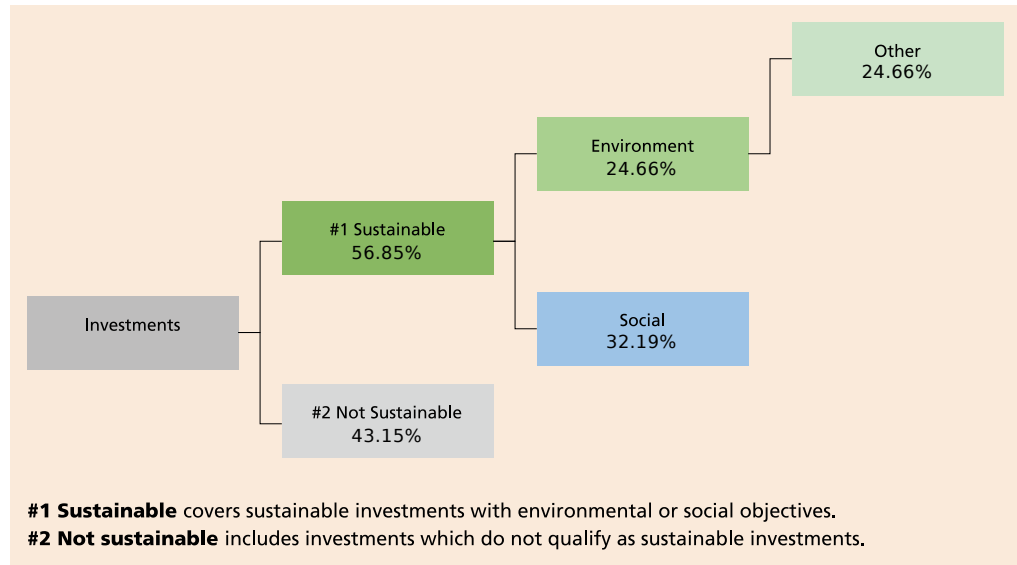 Other
24.66%
Environment
24.66%
#1 Sustainable
56.85%
Social
32.19%
Investments
#2 Not Sustainable
43.15%
#1 Sustainable covers sustainable investments with environmental or social objectives.
#2 Not sustainable includes investments which do not qualify as sustainable investments.